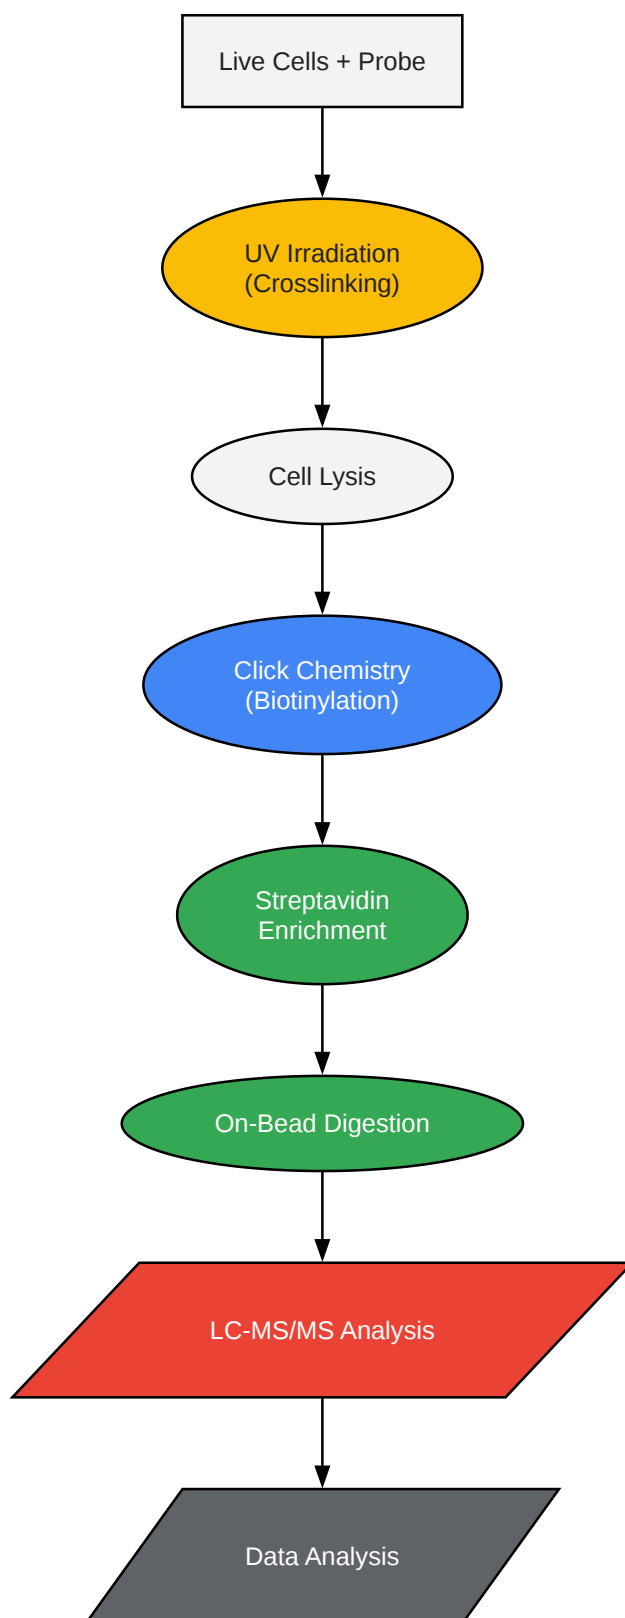 Live Cells + Probe
UV Irradiation
(Crosslinking)
Cell Lysis
Click Chemistry
(Biotinylation)
Streptavidin
Enrichment
On-Bead Digestion
LC-MS/MS Analysis
Data Analysis